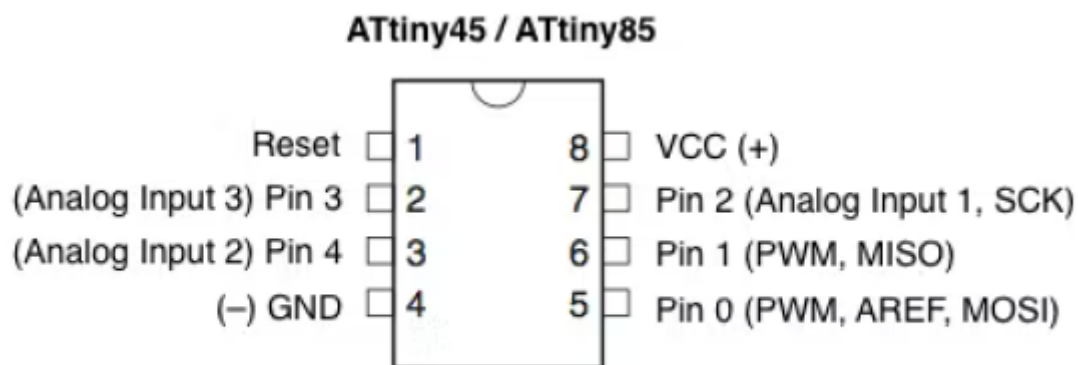 ATtiny45 / ATtiny85
Reset 1 8 VCC (+)
(Analog Input 3) Pin 3 2 7 Pin 2 (Analog Input 1, SCK)
(Analog Input 2) Pin 4 3 6 Pin 1 (PWM, MISO)
(–) GND 4 5 Pin 0 (PWM, AREF, MOSI)